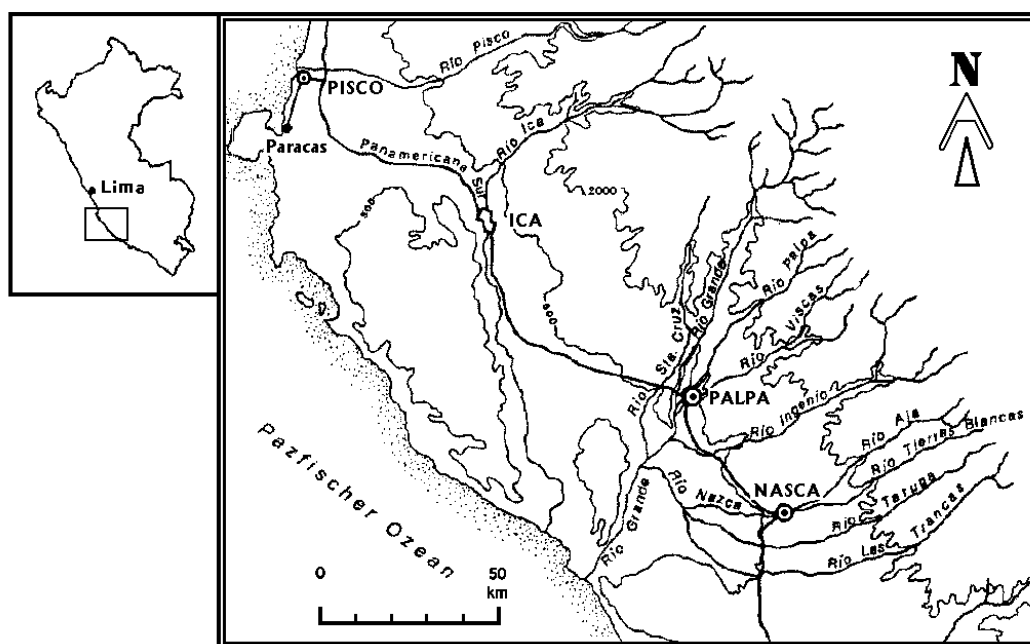 Lima
N
Río Pisco
PISCO
Paracas
Río Ica
Panamericana
Sur
ICA
500
2000
500
Río Sta. Cruz
Río Grande
Río Palpa
Río Viscas
PALPA
Río Ingenio
Río Aja
Río Tierras Blancas
NASCA
Río Nazca
Río Taruga
Río Las Trancas
Río Grande
Pazfischer Ozean
0 50
km